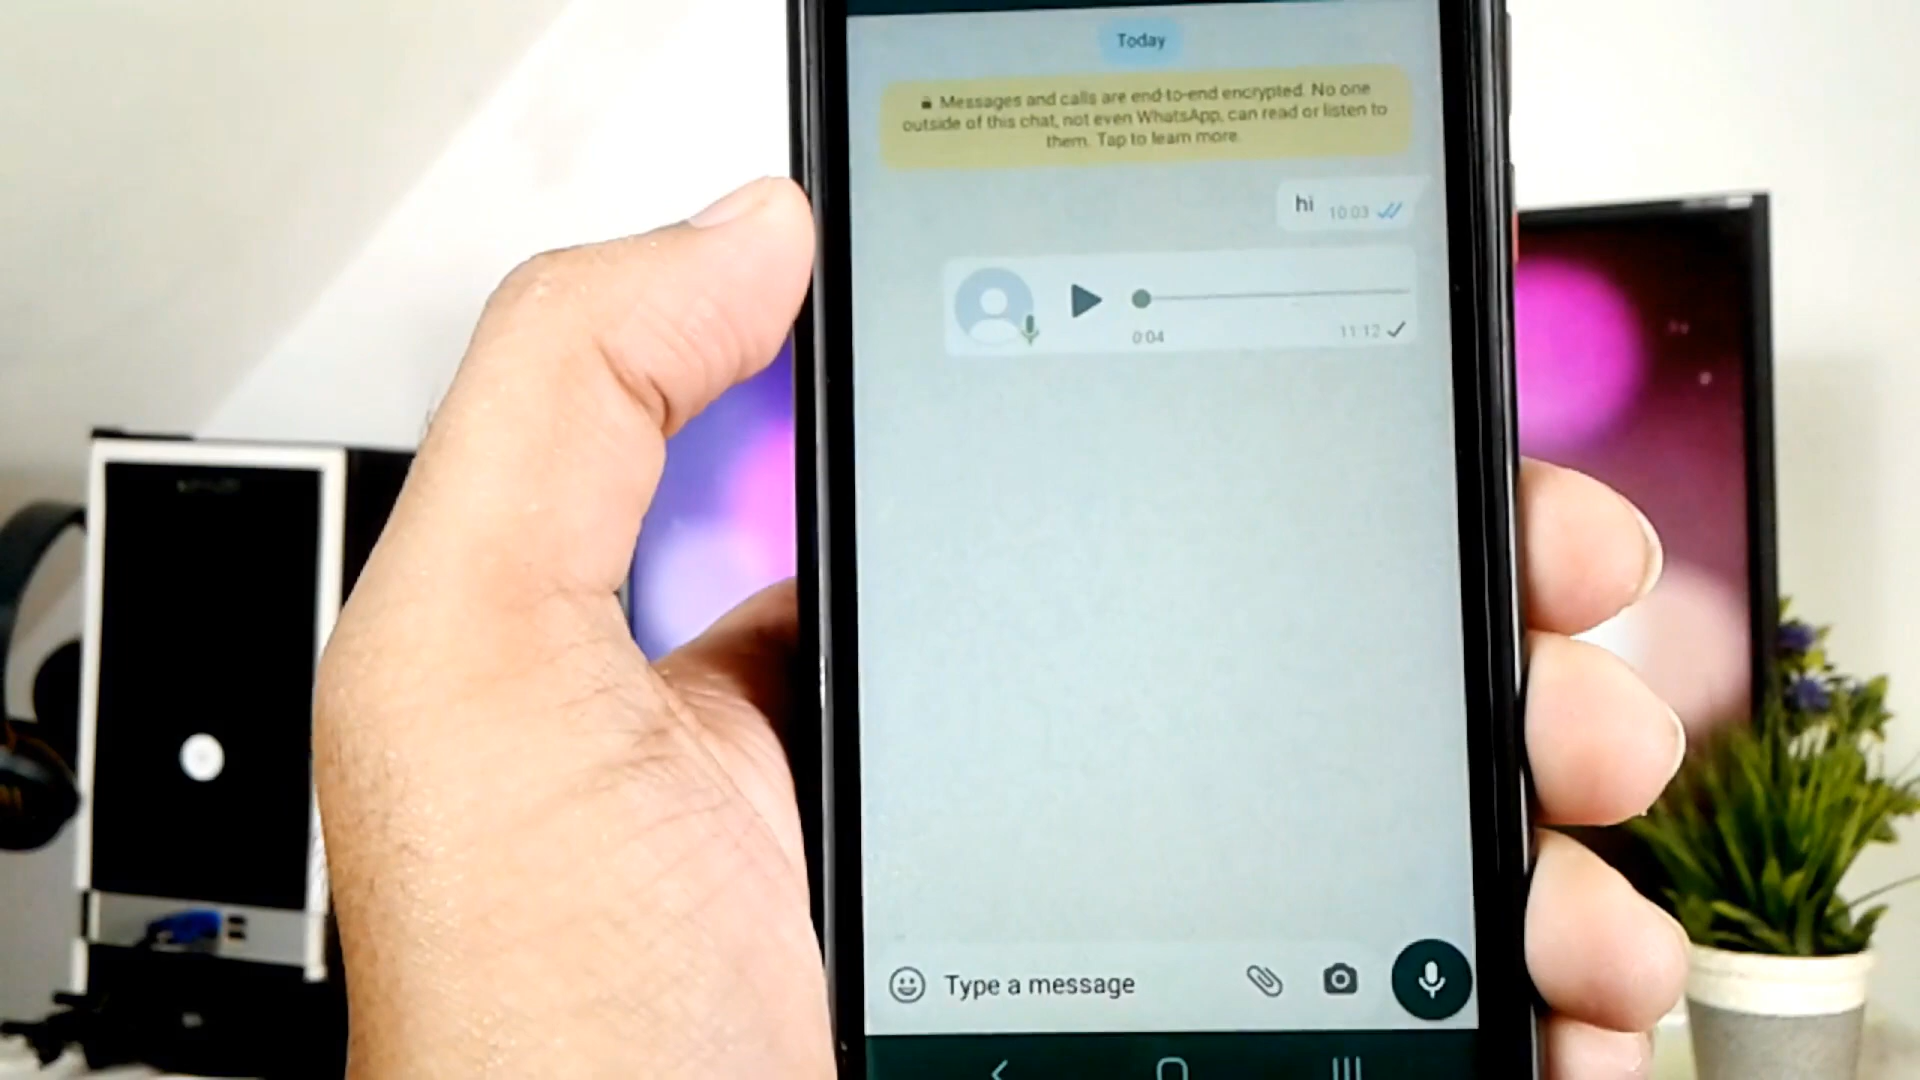 Today
Messages and calls are end-to-end encrypted. No one
outside of this chat, not even WhatsApp, can read or listen to
them. Tap to learn more.
hi 10:03
0:04 11:12
Type a message